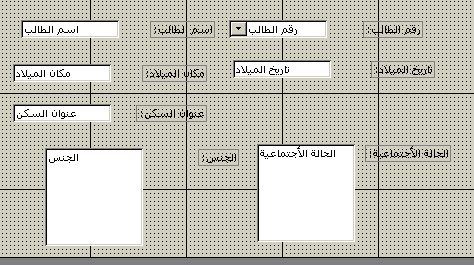 رقم الطالب: رقم الطالب اسم الطالب: اسم الطالب
تاريخ الميلاد: تاريخ الميلاد مكان الميلاد: مكان الميلاد
عنوان السكن: عنوان السكن
الحالة الأجتماعية: الحالة الأجتماعية الجنس: الجنس